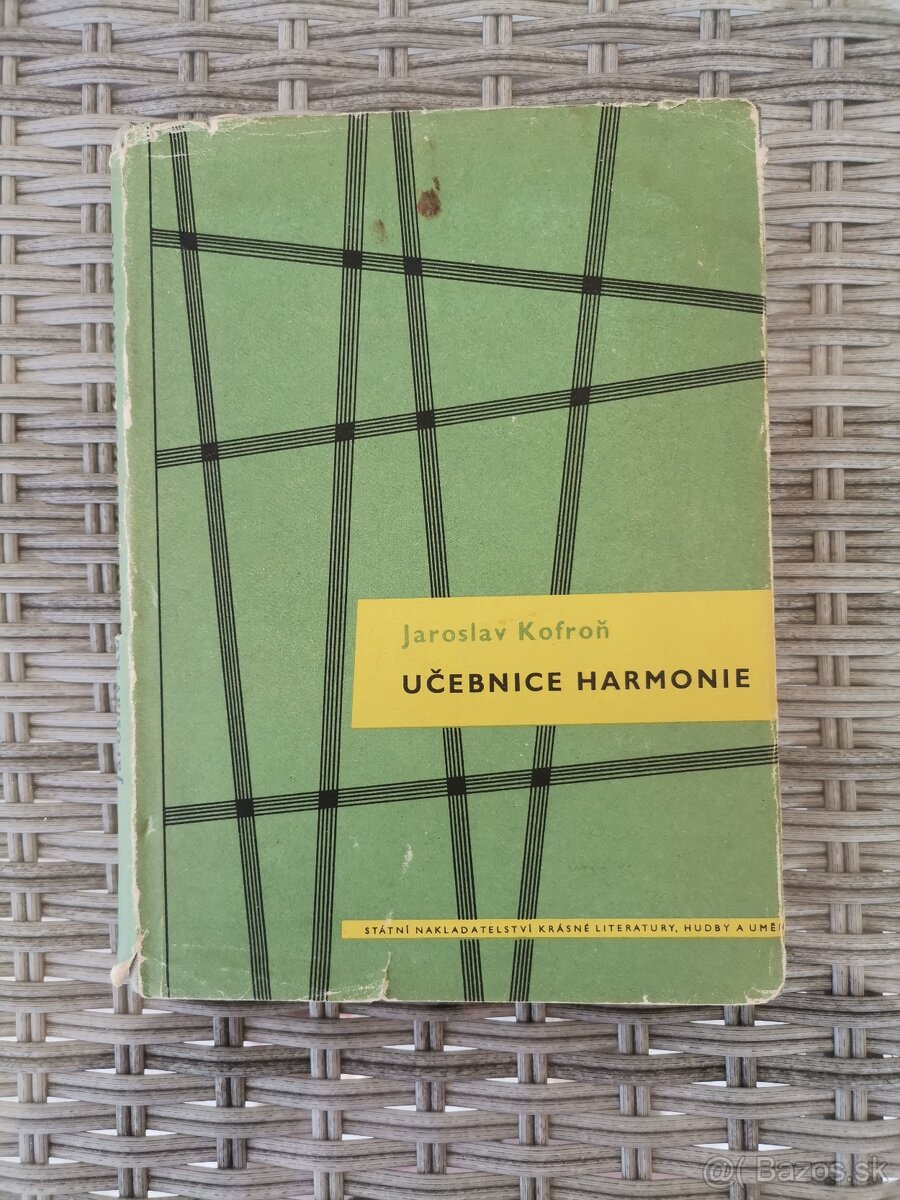 Jaroslav Kofroň
UČEBNICE HARMONIE
STÁTNÍ NAKLADATELSTVÍ KRÁSNÉ LITERATURY, HUDBY A UMĚ
@( Bazos.sk